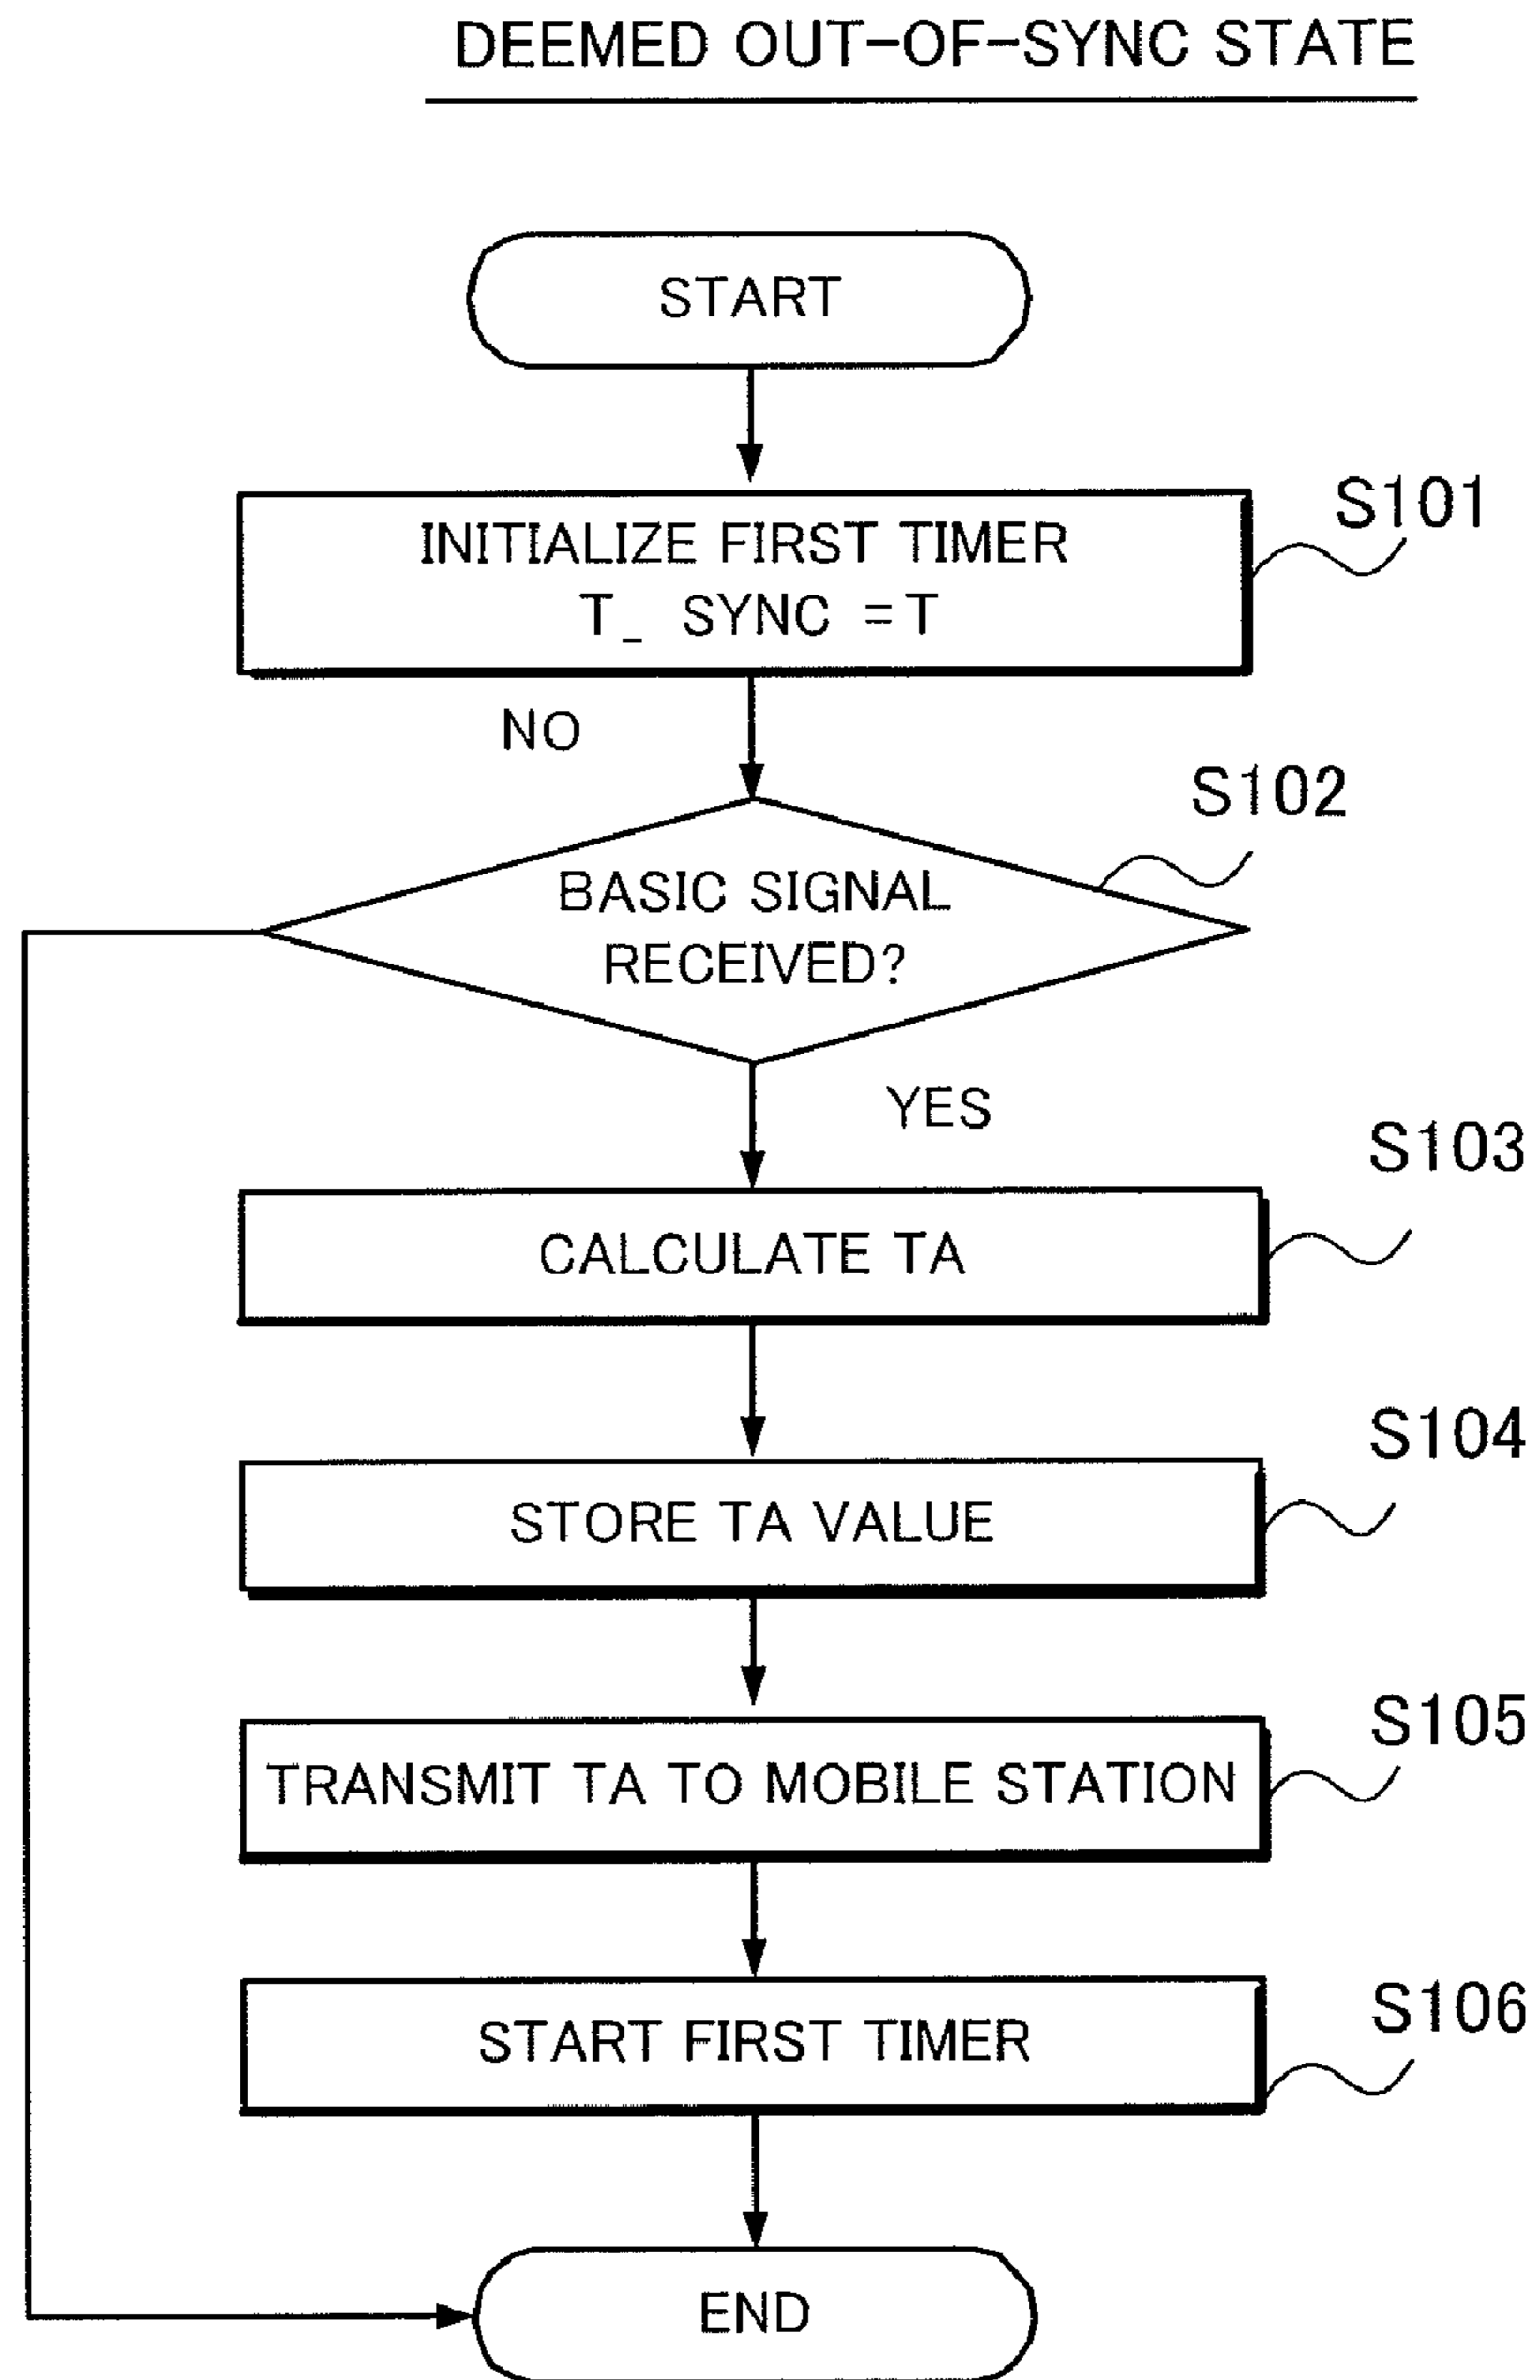 DEEMED OUT-OF-SYNC STATE
START
S101
INITIALIZE FIRST TIMER
T_ SYNC =T
NO
S102
BASIC SIGNAL
RECEIVED?
YES
S103
CALCULATE TA
S104
STORE TA VALUE
S105
TRANSMIT TA TO MOBILE STATION
S106
START FIRST TIMER
END